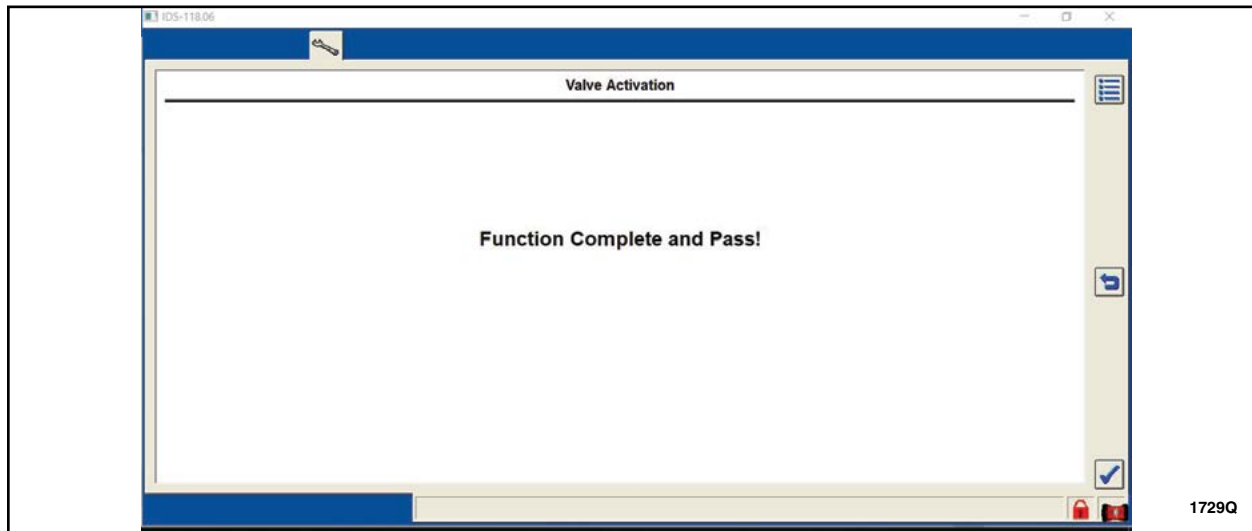 IDS-118.06
Valve Activation
Function Complete and Pass!
1729Q